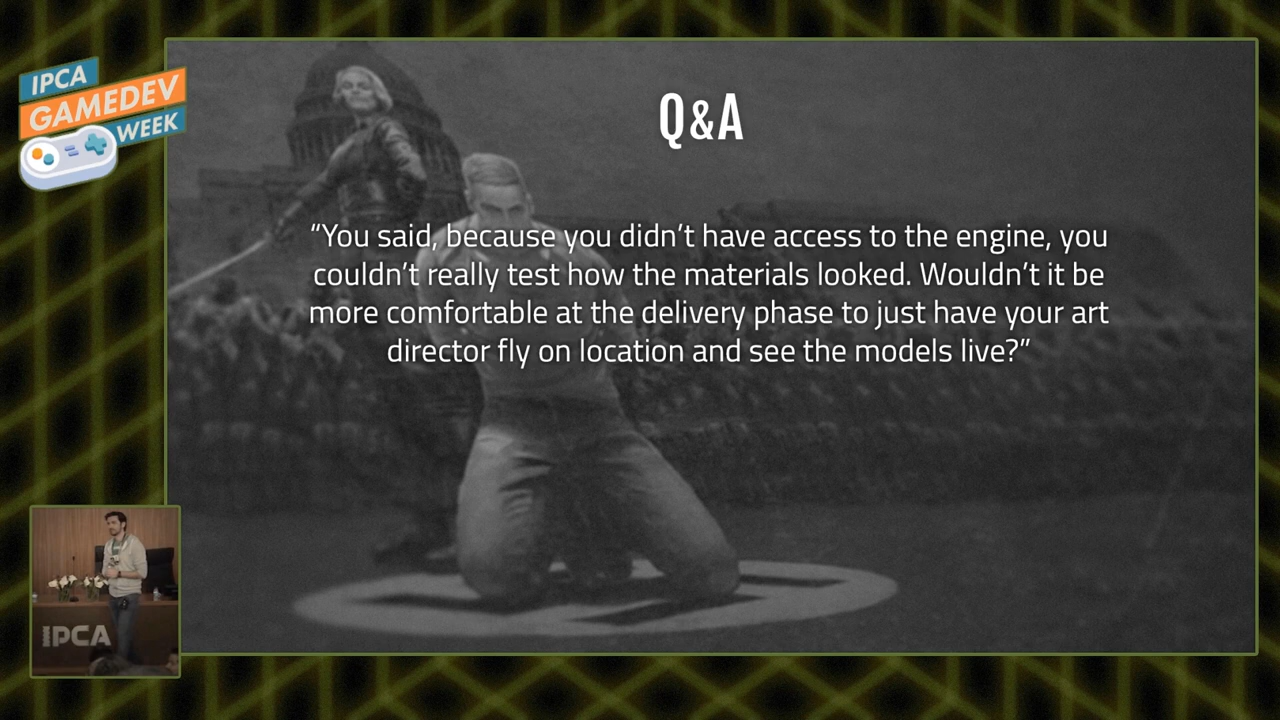 IPCA
GAMEDEV
WEEK
Q&A
“You said, because you didn’t have access to the engine, you
couldn’t really test how the materials looked. Wouldn’t it be
more comfortable at the delivery phase to just have your art
director fly on location and see the models live?”
IPCA